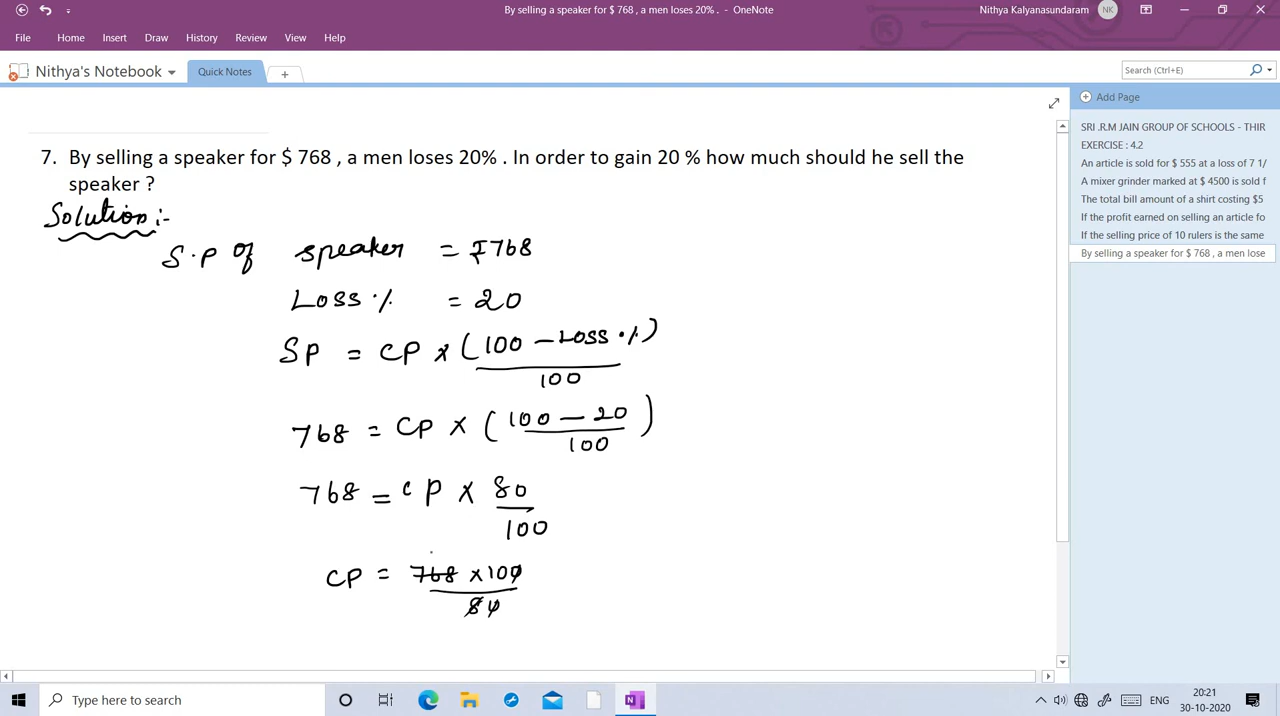 By selling a speaker for $ 768 , a men loses 20% . - OneNote
Nithya Kalyanasundaram NK
File Home Insert Draw History Review View Help
Nithya's Notebook Quick Notes +
Search (Ctrl+E)
Add Page
SRI .R.M JAIN GROUP OF SCHOOLS - THIR
EXERCISE : 4.2
An article is sold for $ 555 at a loss of 7 1/
A mixer grinder marked at $ 4500 is sold f
The total bill amount of a shirt costing $5
If the profit earned on selling an article fo
If the selling price of 10 rulers is the same
By selling a speaker for $ 768 , a men lose
7. By selling a speaker for $ 768 , a men loses 20% . In order to gain 20 % how much should he sell the
speaker ?
Solution :-
S.P of speaker = ₹768
Loss % = 20
SP = CP × (100 - Loss %)
100
768 = CP × (100 - 20)
100
768 = CP × 80
100
CP = 768 × 100
80
Type here to search
ENG
20:21
30-10-2020